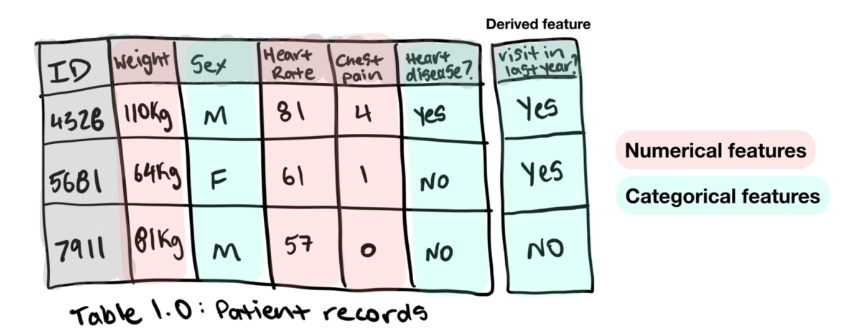 Derived feature
ID Weight Sex Heart Rate Chest pain Heart disease? visit in last year?
4326 110Kg M 81 4 Yes Yes
5681 64Kg F 61 1 NO Yes
7911 81Kg M 57 0 NO NO
Numerical features
Categorical features
Table 1.0: Patient records